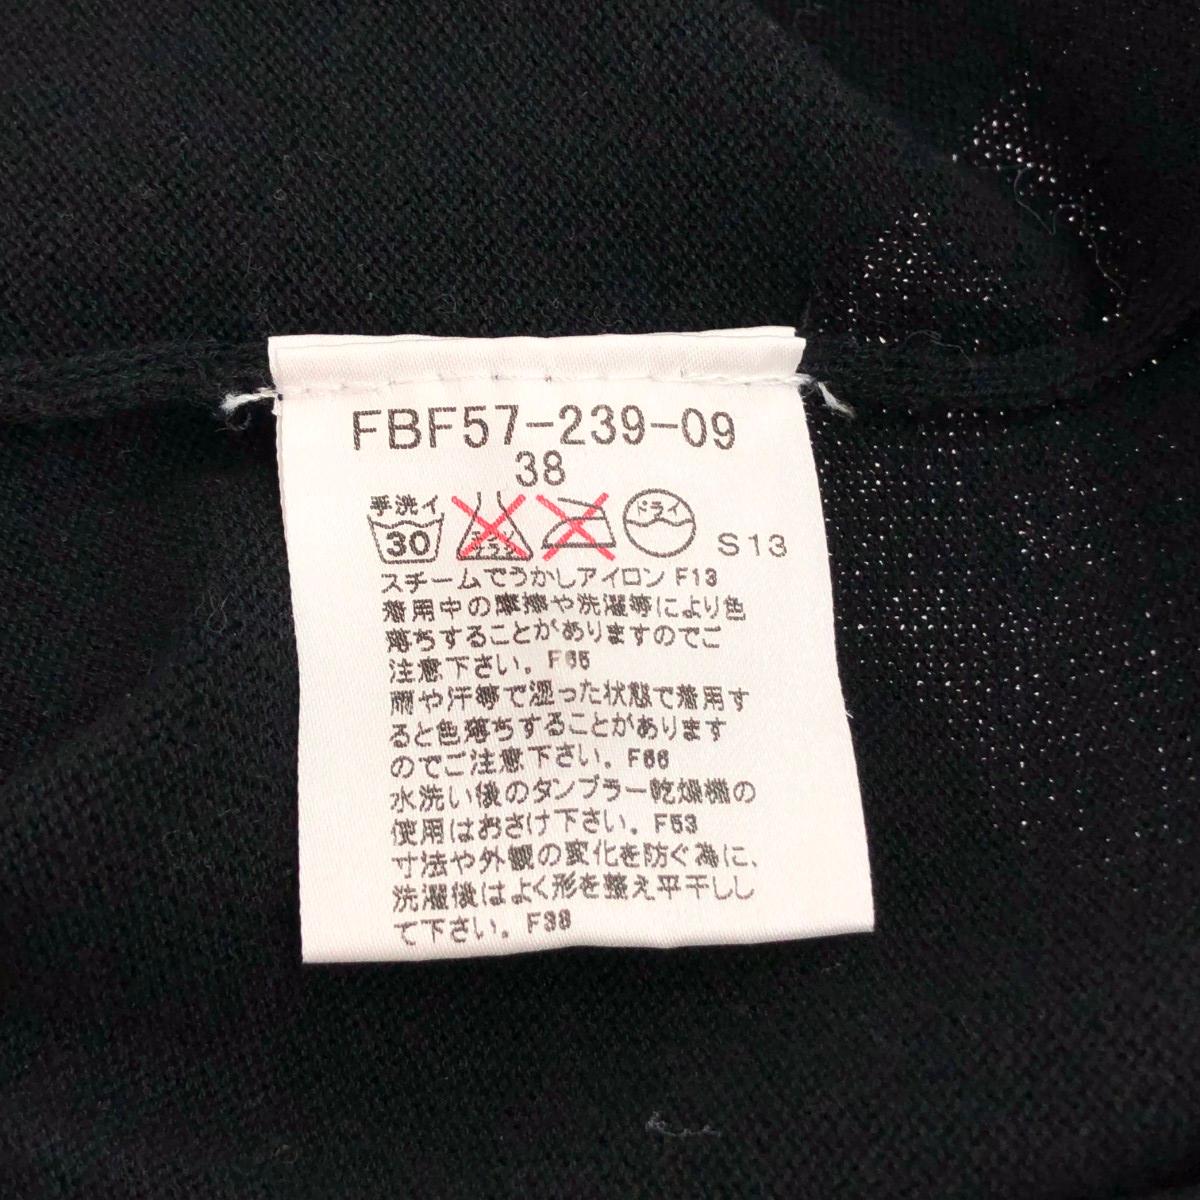 FBF57-239-09
38
手洗イ
30
エンソ
サラシ
ドライ
S13
スチームでうかしアイロン F13
着用中の摩擦や洗濯等により色
落ちすることがありますのでご
注意下さい。F65
雨や汗等で湿った状態で着用す
ると色落ちすることがあります
のでご注意下さい。F66
水洗い後のタンブラー乾燥機の
使用はおさけ下さい。F53
寸法や外観の変化を防ぐ為に、
洗濯後はよく形を整え平干しし
て下さい。F38